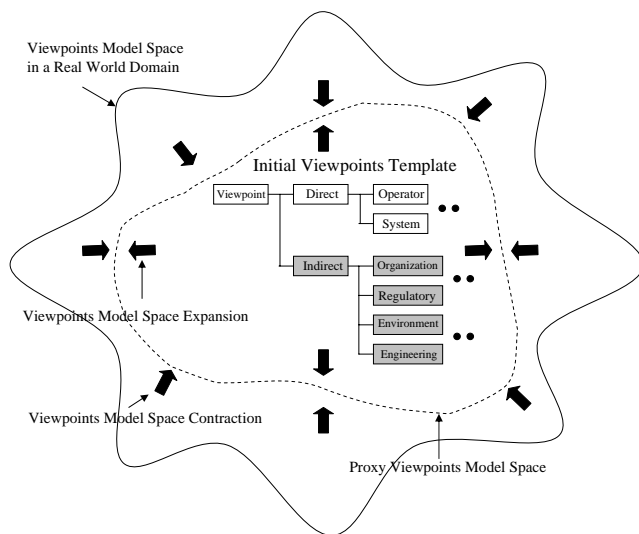 Viewpoints Model Space
in a Real World Domain
Initial Viewpoints Template
Viewpoint
Direct
Operator
System
Indirect
Organization
Regulatory
Environment
Engineering
Viewpoints Model Space Expansion
Viewpoints Model Space Contraction
Proxy Viewpoints Model Space